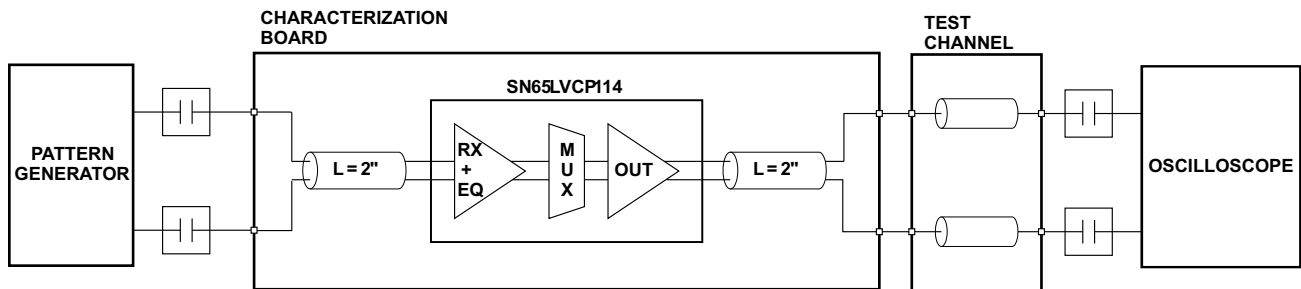 CHARACTERIZATION
BOARD
TEST
CHANNEL
SN65LVCP114
PATTERN
GENERATOR
L = 2"
RX
+
EQ
M
U
X
OUT
L = 2"
OSCILLOSCOPE